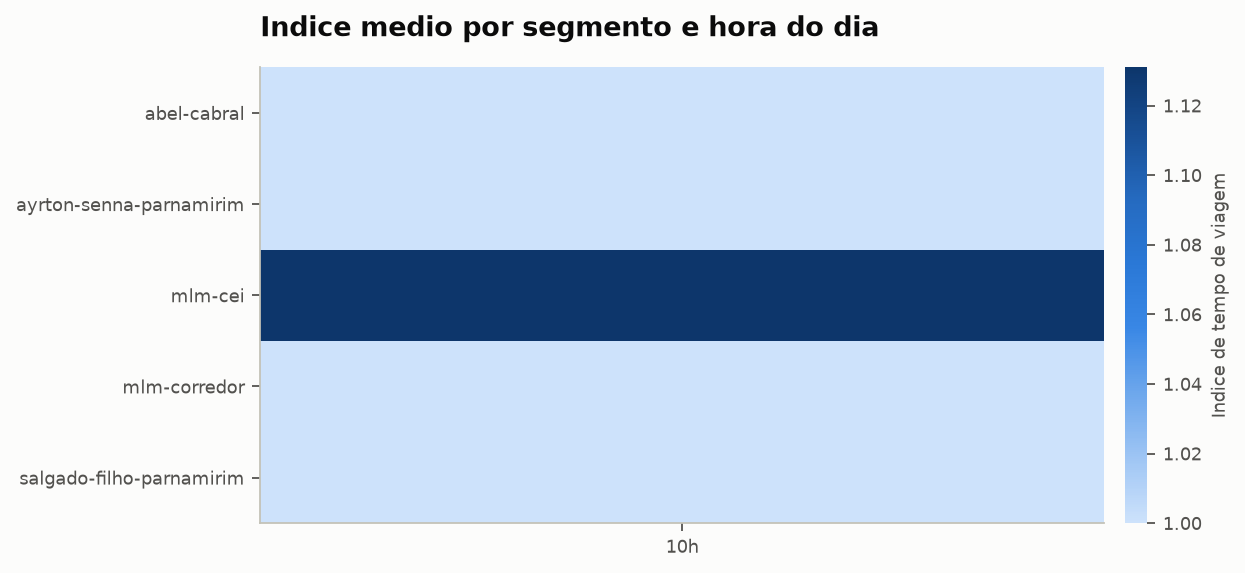 Indice medio por segmento e hora do dia
abel-cabral
ayrton-senna-parnamirim
mlm-cei
mlm-corredor
salgado-filho-parnamirim
10h
1.12
1.10
1.08
1.06
1.04
1.02
1.00
Indice de tempo de viagem